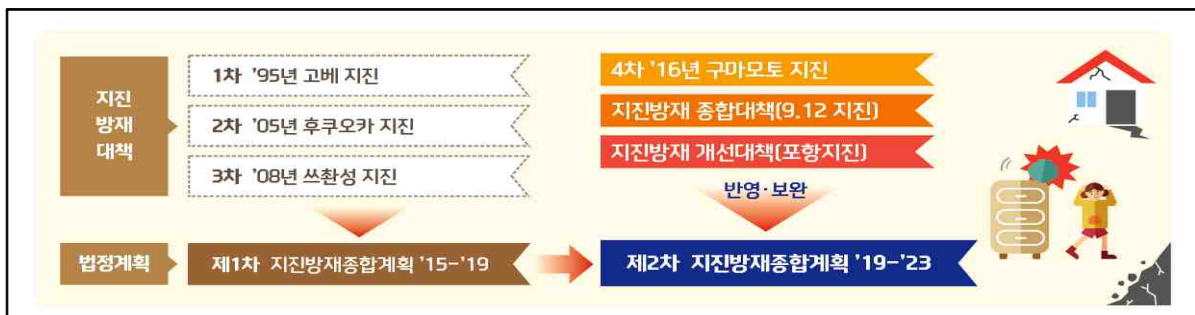 지진
방재
대책
1차 '95년 고베 지진
2차 '05년 후쿠오카 지진
3차 '08년 쓰촨성 지진
4차 '16년 구마모토 지진
지진방재 종합대책(9.12 지진)
지진방재 개선대책(포항지진)
반영·보완
법정계획
제1차 지진방재종합계획 '15-'19
제2차 지진방재종합계획 '19-'23